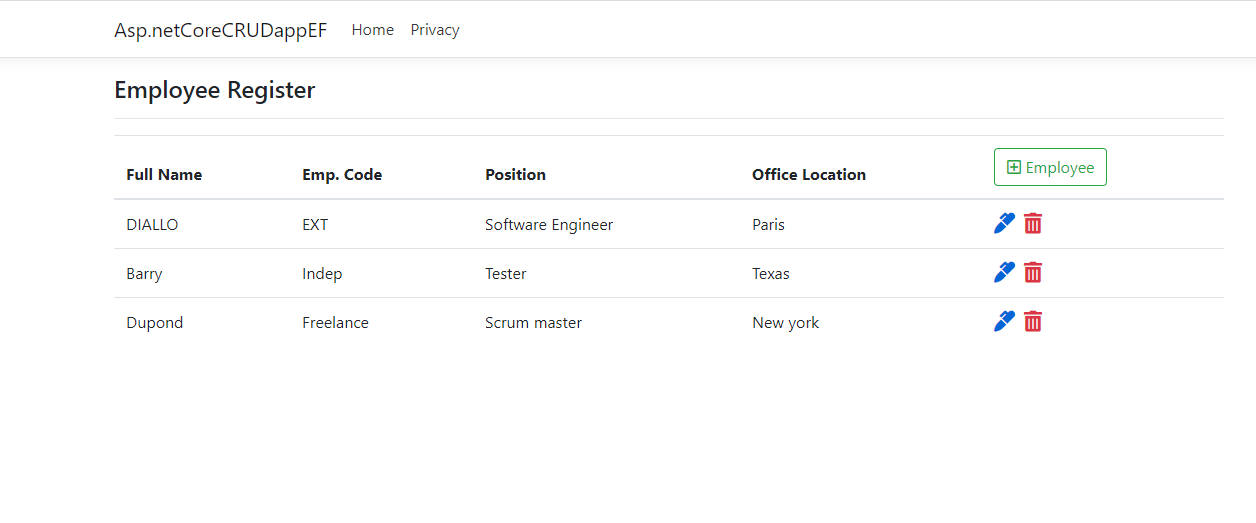 Asp.netCoreCRUDappEF Home Privacy
Employee Register
Full Name Emp. Code Position Office Location Employee
DIALLO EXT Software Engineer Paris
Barry Indep Tester Texas
Dupond Freelance Scrum master New york